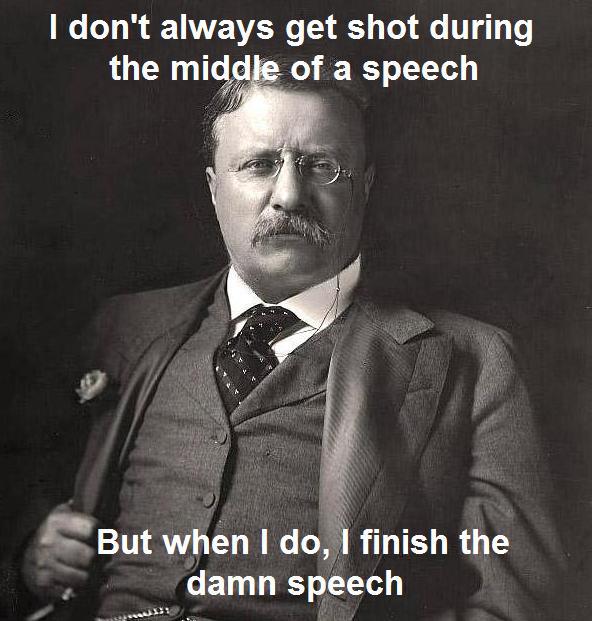 I don't always get shot during
the middle of a speech
But when I do, I finish the
damn speech